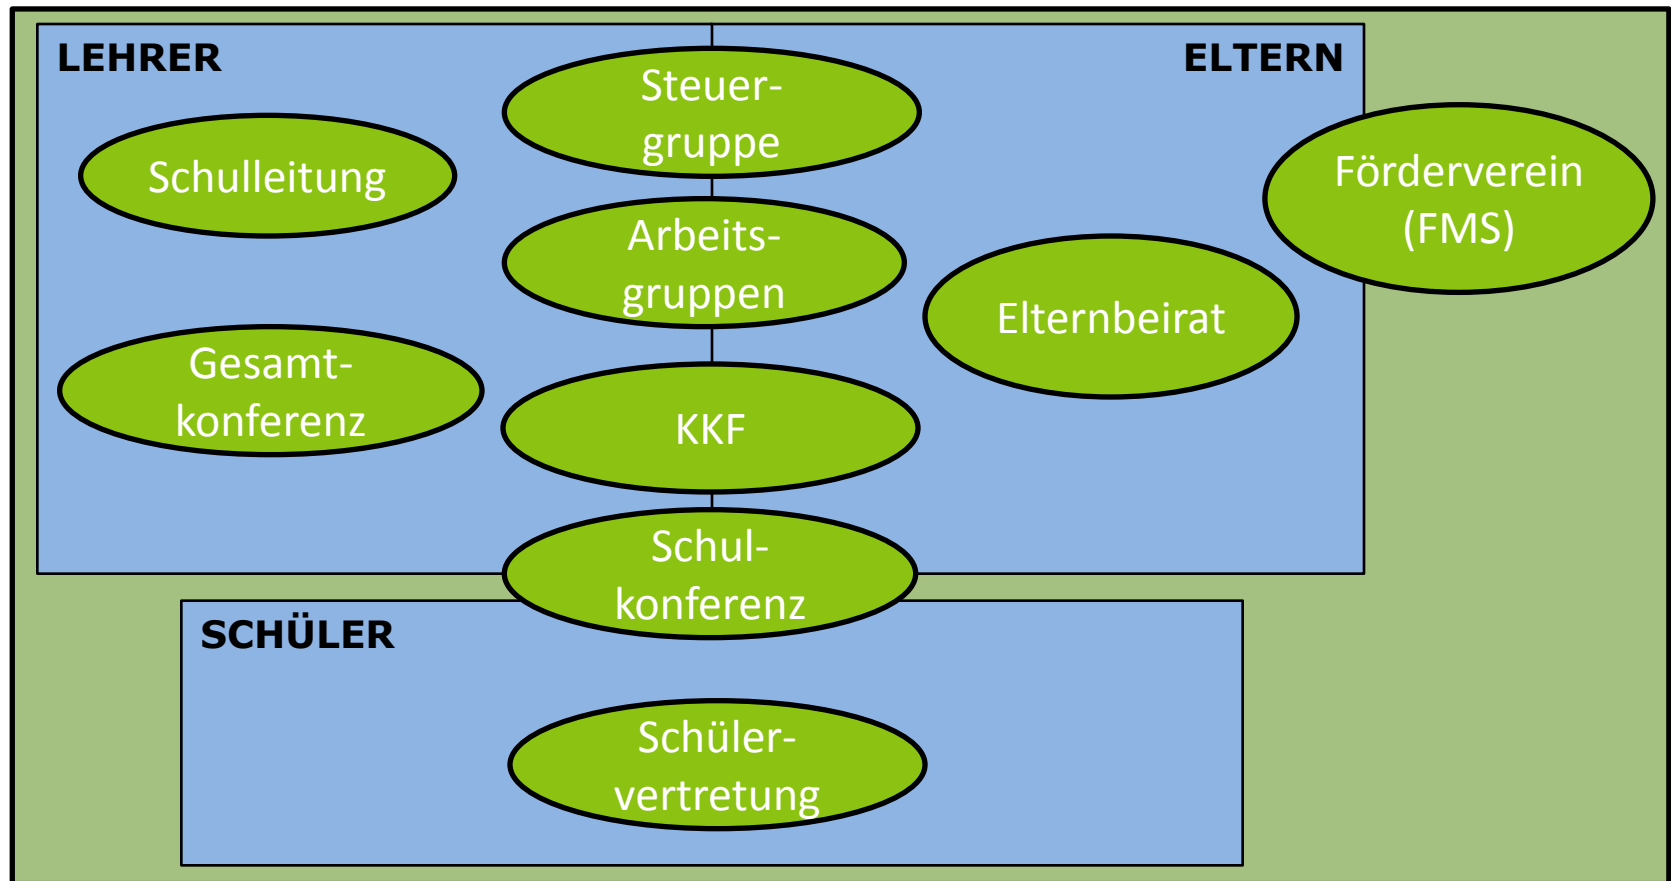 LEHRER
ELTERN
Steuer-
gruppe
Schulleitung
Förderverein
(FMS)
Arbeits-
gruppen
Elternbeirat
Gesamt-
konferenz
KKF
Schul-
konferenz
SCHÜLER
Schüler-
vertretung